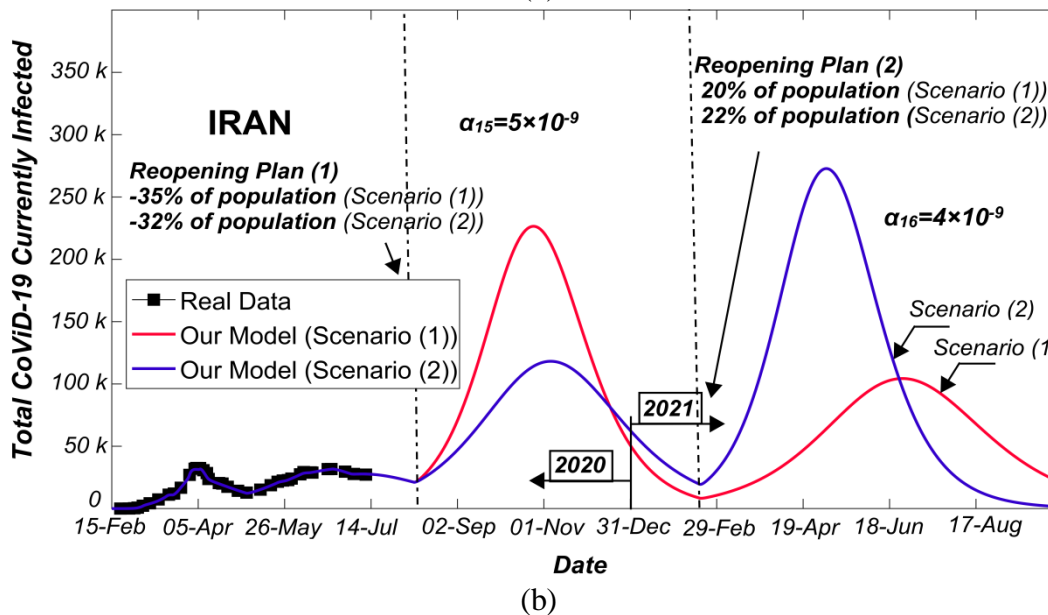 350 k
300 k
250 k
200 k
150 k
100 k
50 k
0
Total CoViD-19 Currently Infected
IRAN
Reopening Plan (1)
-35% of population (Scenario (1))
-32% of population (Scenario (2))
α15=5×10-9
Reopening Plan (2)
20% of population (Scenario (1))
22% of population (Scenario (2))
α16=4×10-9
Real Data
Our Model (Scenario (1))
Our Model (Scenario (2))
Scenario (2)
Scenario (1
2021
2020
15-Feb 05-Apr 26-May 14-Jul 02-Sep 01-Nov 31-Dec 29-Feb 19-Apr 18-Jun 17-Aug
Date
(b)